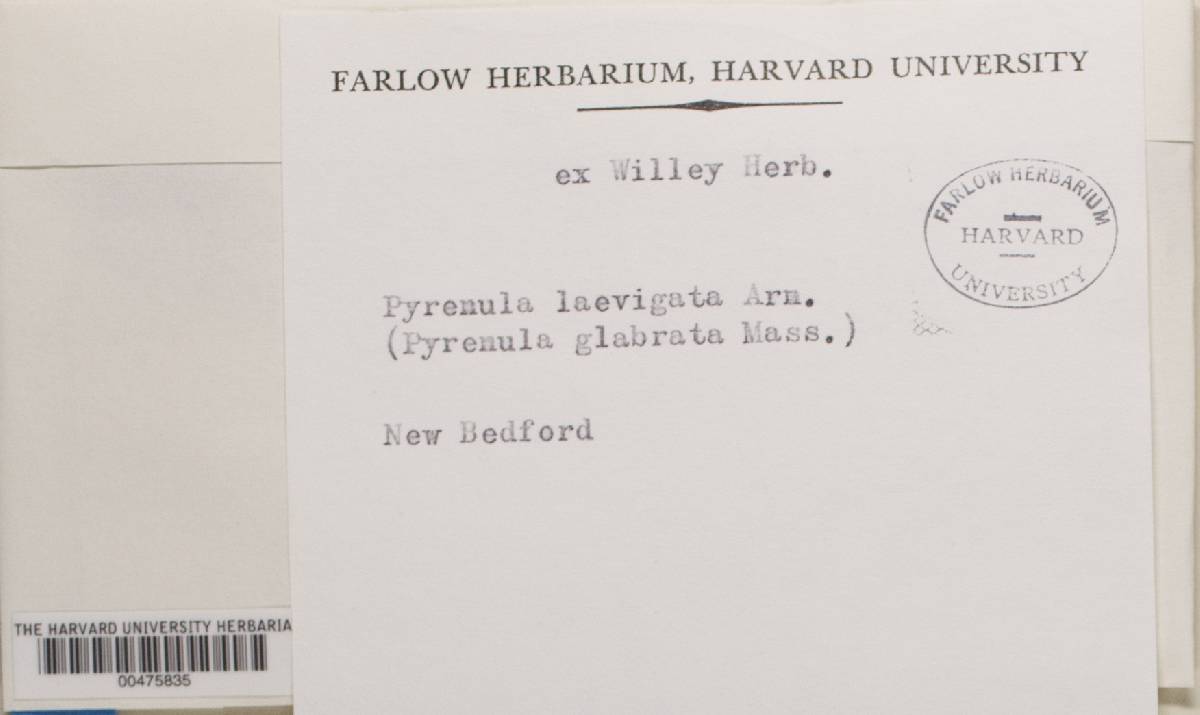 FARLOW HERBARIUM, HARVARD UNIVERSITY
ex Willey Herb.
FARLOW HERBARIUM
HARVARD
UNIVERSITY
Pyrenula laevigata Arn.
(Pyrenula glabrata Mass.)
New Bedford
THE HARVARD UNIVERSITY HERBARIA
00475835